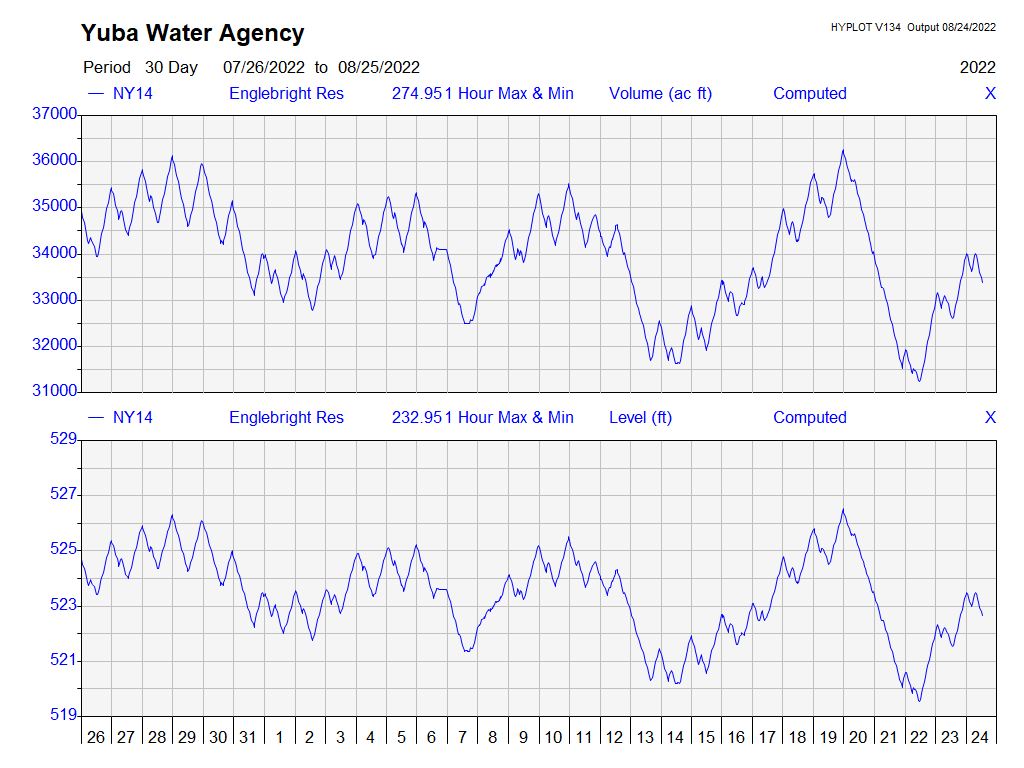 Yuba Water Agency
HYPLOT V134 Output 08/24/2022
Period 30 Day 07/26/2022 to 08/25/2022 2022
NY14 Englebright Res 274.951 Hour Max & Min Volume (ac ft) Computed X
37000
36000
35000
34000
33000
32000
31000
NY14 Englebright Res 232.951 Hour Max & Min Level (ft) Computed X
529
527
525
523
521
519
26 27 28 29 30 31 1 2 3 4 5 6 7 8 9 10 11 12 13 14 15 16 17 18 19 20 21 22 23 24